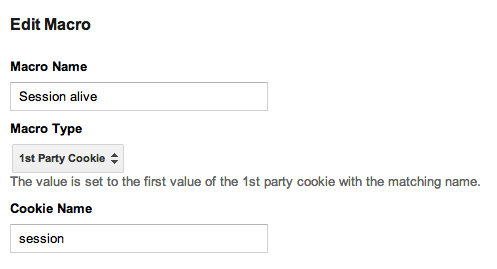 Edit Macro
Macro Name
Session alive
Macro Type
1st Party Cookie
The value is set to the first value of the 1st party cookie with the matching name.
Cookie Name
session